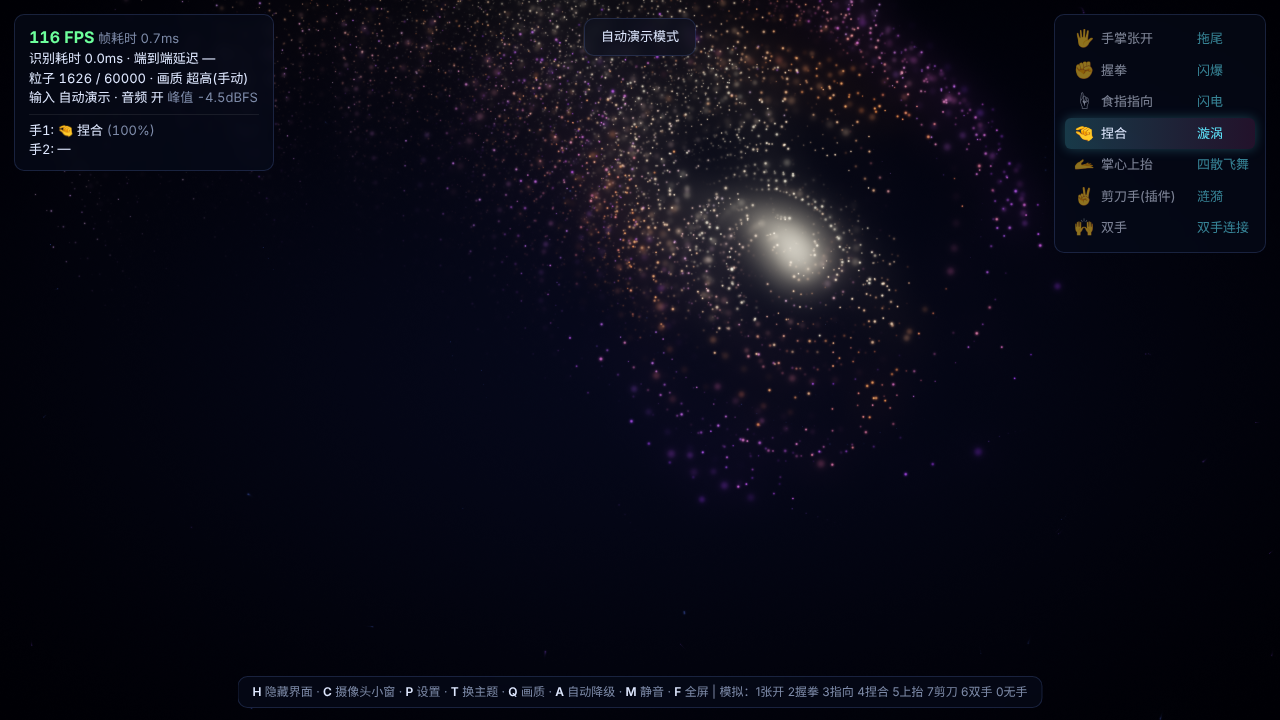 116 FPS 帧耗时 0.7ms
识别耗时 0.0ms · 端到端延迟 —
粒子 1626 / 60000 · 画质 超高(手动)
输入 自动演示 · 音频 开 峰值 -4.5dBFS
手1: 🤏 捏合 (100%)
手2: —
自动演示模式
🖐 手掌张开 拖尾
✊ 握拳 闪爆
☝ 食指指向 闪电
🤏 捏合 漩涡
🫴 掌心上抬 四散飞舞
✌ 剪刀手(插件) 涟漪
🙌 双手 双手连接
H 隐藏界面 · C 摄像头小窗 · P 设置 · T 换主题 · Q 画质 · A 自动降级 · M 静音 · F 全屏 | 模拟：1张开 2握拳 3指向 4捏合 5上抬 7剪刀 6双手 0无手